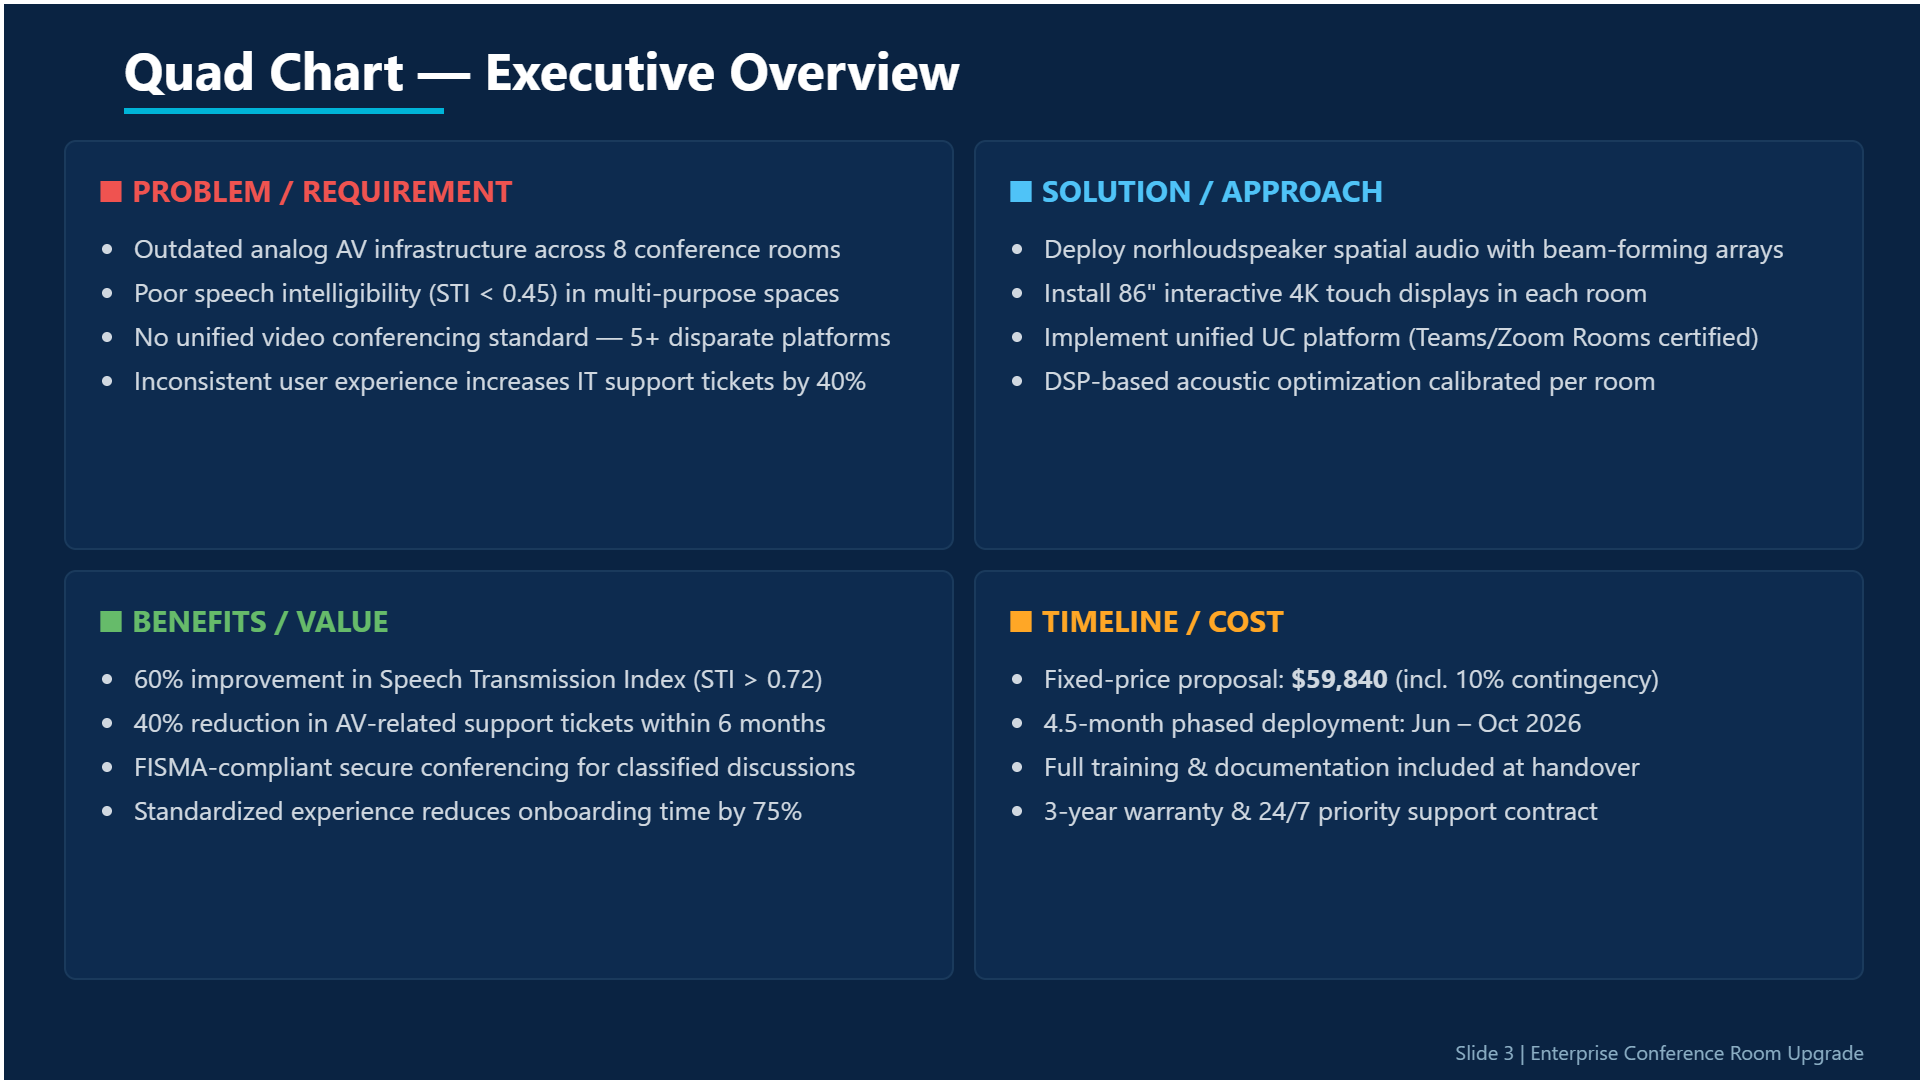 Quad Chart — Executive Overview
■ PROBLEM / REQUIREMENT
• Outdated analog AV infrastructure across 8 conference rooms
• Poor speech intelligibility (STI < 0.45) in multi-purpose spaces
• No unified video conferencing standard — 5+ disparate platforms
• Inconsistent user experience increases IT support tickets by 40%
■ SOLUTION / APPROACH
• Deploy norhloudspeaker spatial audio with beam-forming arrays
• Install 86" interactive 4K touch displays in each room
• Implement unified UC platform (Teams/Zoom Rooms certified)
• DSP-based acoustic optimization calibrated per room
■ BENEFITS / VALUE
• 60% improvement in Speech Transmission Index (STI > 0.72)
• 40% reduction in AV-related support tickets within 6 months
• FISMA-compliant secure conferencing for classified discussions
• Standardized experience reduces onboarding time by 75%
■ TIMELINE / COST
• Fixed-price proposal: $59,840 (incl. 10% contingency)
• 4.5-month phased deployment: Jun – Oct 2026
• Full training & documentation included at handover
• 3-year warranty & 24/7 priority support contract
Slide 3 | Enterprise Conference Room Upgrade